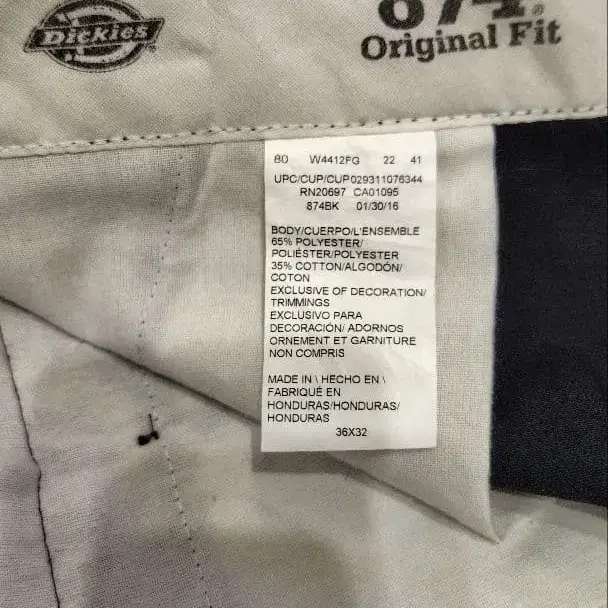 Dickies
874®
Original Fit
80 W4412FG 22 41
UPC/CUP/CUP029311076344
RN20697 CA01095
874BK 01/30/16
BODY/CUERPO/L'ENSEMBLE
65% POLYESTER/
POLIÉSTER/POLYESTER
35% COTTON/ALGODÓN/
COTON
EXCLUSIVE OF DECORATION/
TRIMMINGS
EXCLUSIVO PARA
DECORACIÓN/ ADORNOS
ORNEMENT ET GARNITURE
NON COMPRIS
MADE IN \ HECHO EN \
FABRIQUÉ EN
HONDURAS/HONDURAS/
HONDURAS
36X32